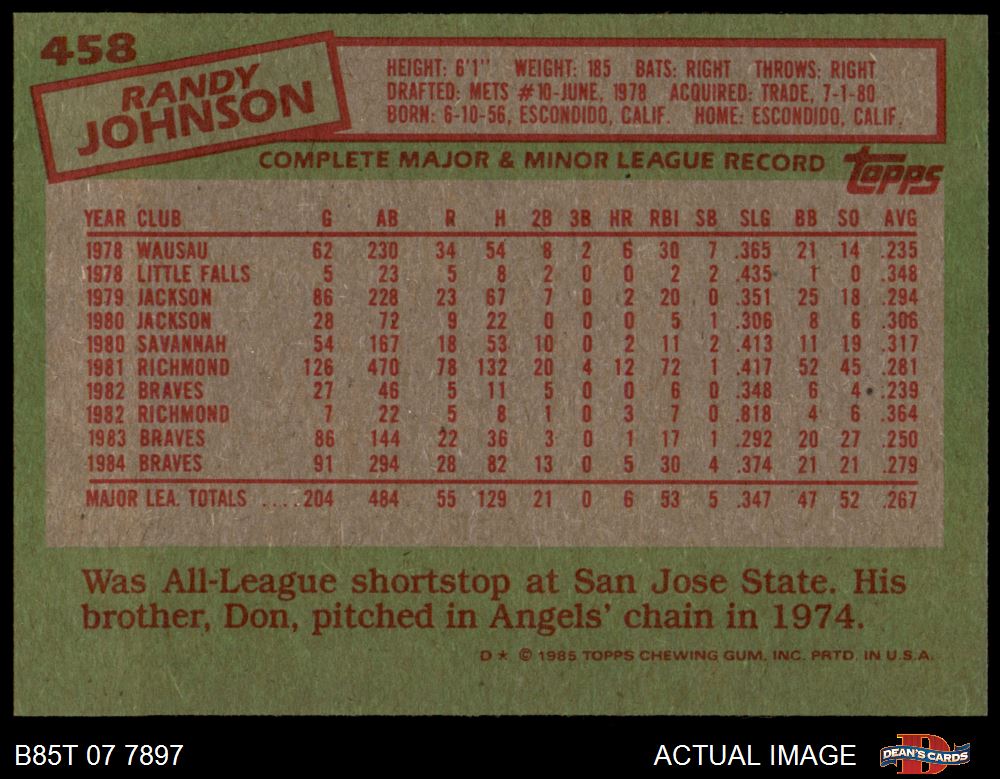 458
RANDY
JOHNSON
HEIGHT: 6'1" WEIGHT: 185 BATS: RIGHT THROWS: RIGHT
DRAFTED: METS #10-JUNE, 1978 ACQUIRED: TRADE, 7-1-80
BORN: 6-10-56, ESCONDIDO, CALIF. HOME: ESCONDIDO, CALIF.
COMPLETE MAJOR & MINOR LEAGUE RECORD topps
YEAR CLUB G AB R H 2B 3B HR RBI SB SLG BB SO AVG
1978 WAUSAU 62 230 34 54 8 2 6 30 7 .365 21 14 .235
1978 LITTLE FALLS 5 23 5 8 2 0 0 2 2 .435 1 0 .348
1979 JACKSON 86 228 23 67 7 0 2 20 0 .351 25 18 .294
1980 JACKSON 28 72 9 22 0 0 0 5 1 .306 8 6 .306
1980 SAVANNAH 54 167 18 53 10 0 2 11 2 .413 11 19 .317
1981 RICHMOND 126 470 78 132 20 4 12 72 1 .417 52 45 .281
1982 BRAVES 27 46 5 11 5 0 0 6 0 .348 6 4 .239
1982 RICHMOND 7 22 5 8 1 0 3 7 0 .818 4 6 .364
1983 BRAVES 86 144 22 36 3 0 1 17 1 .292 20 27 .250
1984 BRAVES 91 294 28 82 13 0 5 30 4 .374 21 21 .279
MAJOR LEA. TOTALS ....204 484 55 129 21 0 6 53 5 .347 47 52 .267
Was All-League shortstop at San Jose State. His
brother, Don, pitched in Angels' chain in 1974.
D* © 1985 TOPPS CHEWING GUM, INC. PRTD. IN U.S.A.
B85T 07 7897 ACTUAL IMAGE DEAN'S CARDS